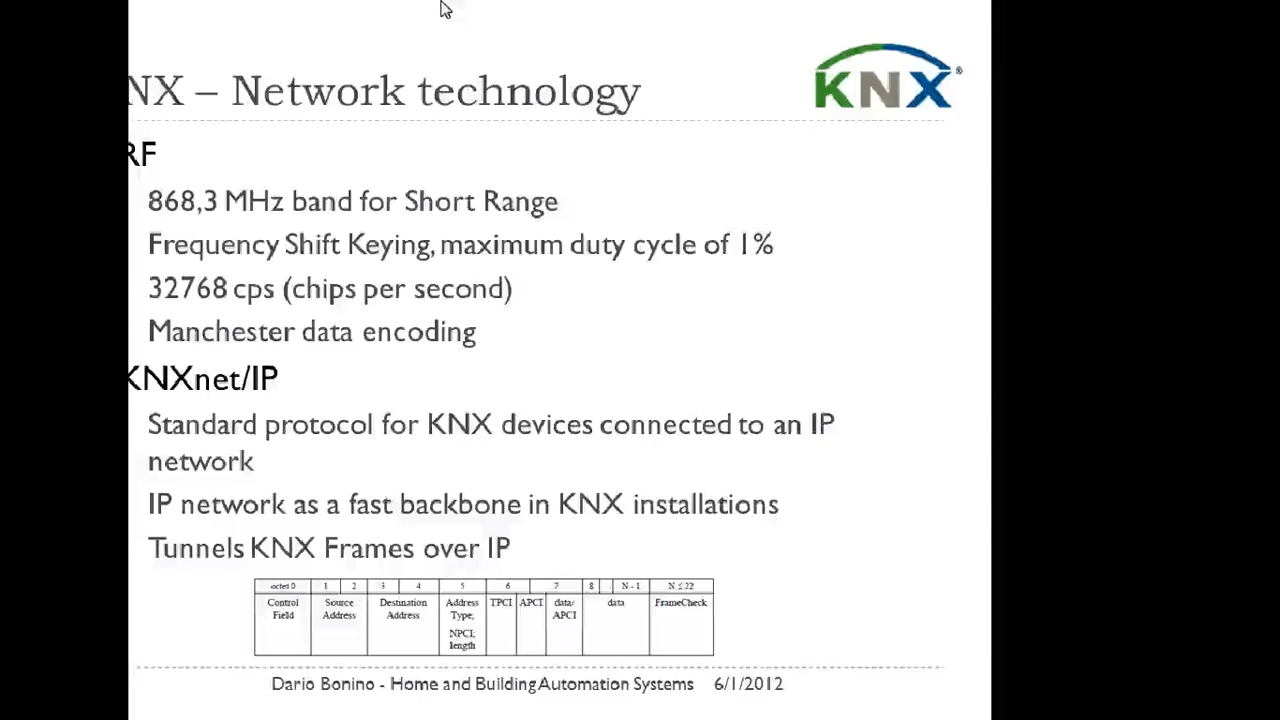 NX – Network technology
KNX®
RF
868,3 MHz band for Short Range
Frequency Shift Keying, maximum duty cycle of 1%
32768 cps (chips per second)
Manchester data encoding
KNXnet/IP
Standard protocol for KNX devices connected to an IP
network
IP network as a fast backbone in KNX installations
Tunnels KNX Frames over IP
octet 0 1 2 3 4 5 6 7 8 . N - 1 N ≤ 22
Control Source Destination Address TPCI APCI data/ data FrameCheck
Field Address Address Type; APCI
NPCI;
length
Dario Bonino - Home and Building Automation Systems 6/1/2012